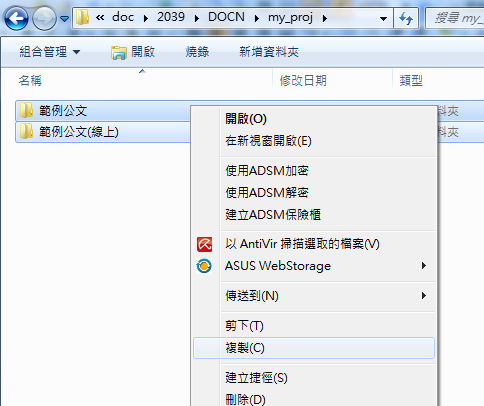 « doc ▸ 2039 ▸ DOCN ▸ my_proj ▸
搜尋 my_
組合管理 開啟 燒錄 新增資料夾
名稱 修改日期 類型
範例公文 料夾
範例公文(線上) 料夾
開啟(O)
在新視窗開啟(E)
使用ADSM加密
使用ADSM解密
建立ADSM保險櫃
以 AntiVir 掃描選取的檔案(V)
ASUS WebStorage
傳送到(N)
剪下(T)
複製(C)
建立捷徑(S)
刪除(D)